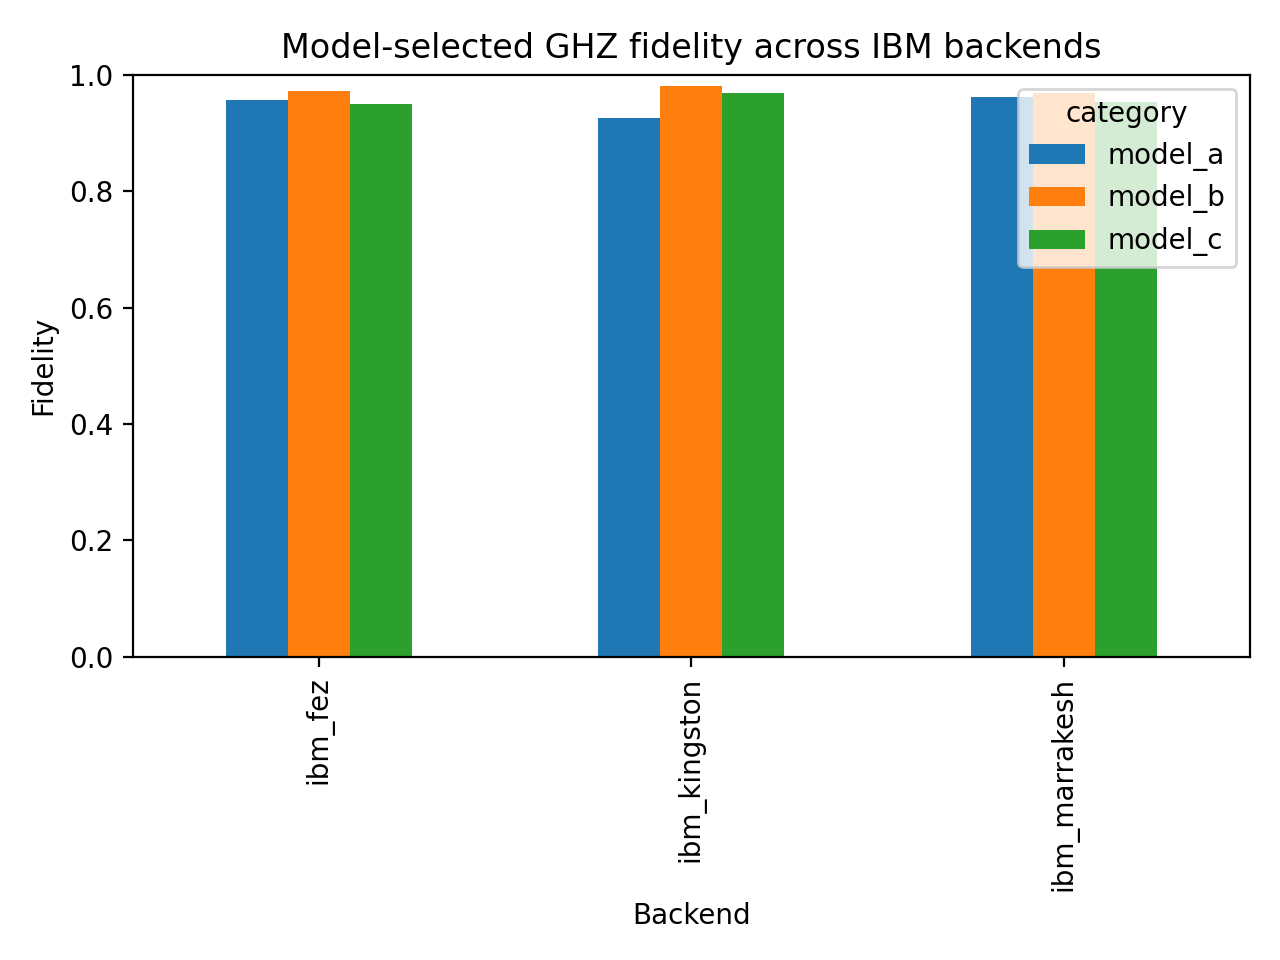 Model-selected GHZ fidelity across IBM backends
1.0
0.8
0.6
0.4
0.2
0.0
Fidelity
category
model_a
model_b
model_c
ibm_fez
ibm_kingston
ibm_marrakesh
Backend